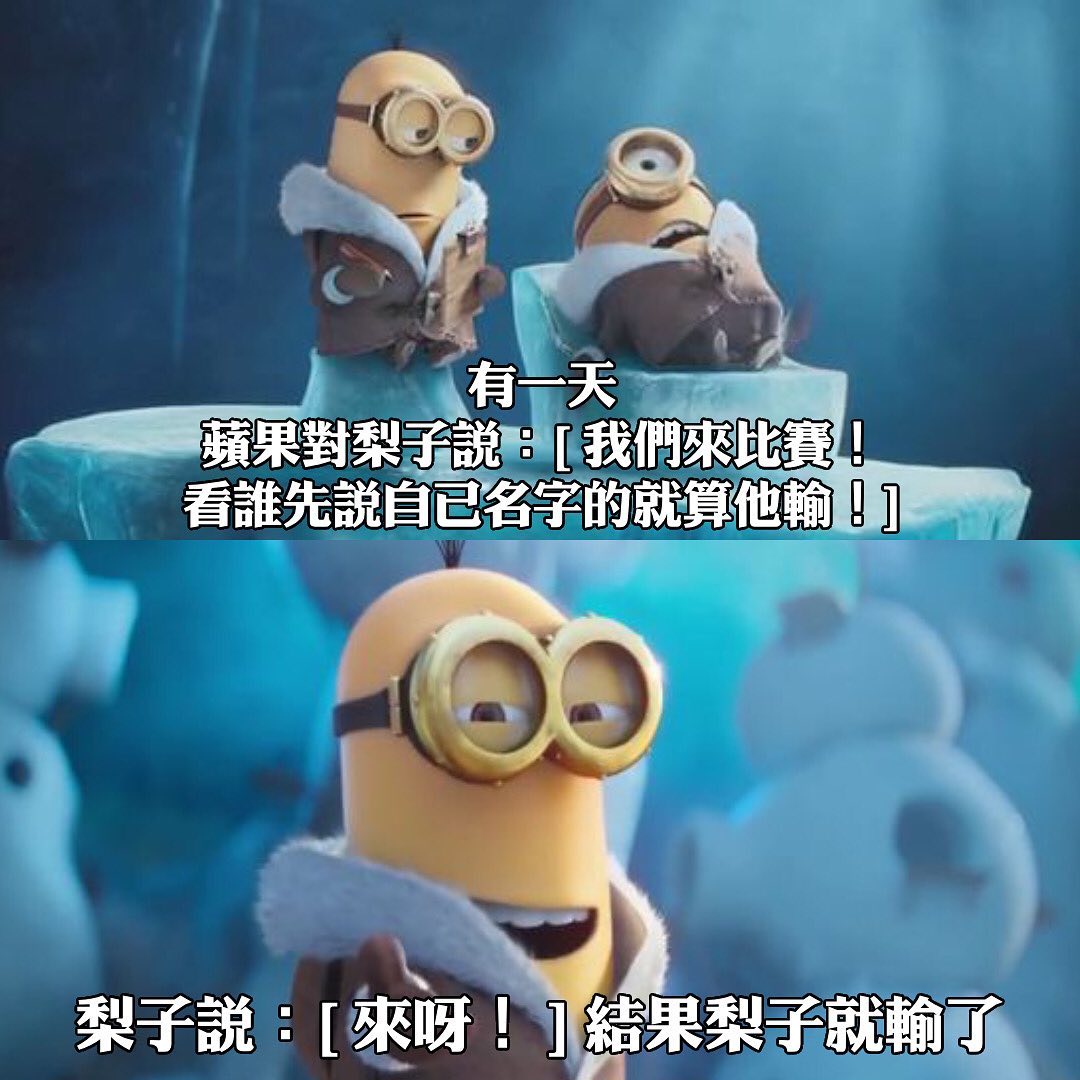 有一天
蘋果對梨子說：[ 我們來比賽！
看誰先說自已名字的就算他輸！]
梨子說：[ 來呀！ ] 結果梨子就輸了